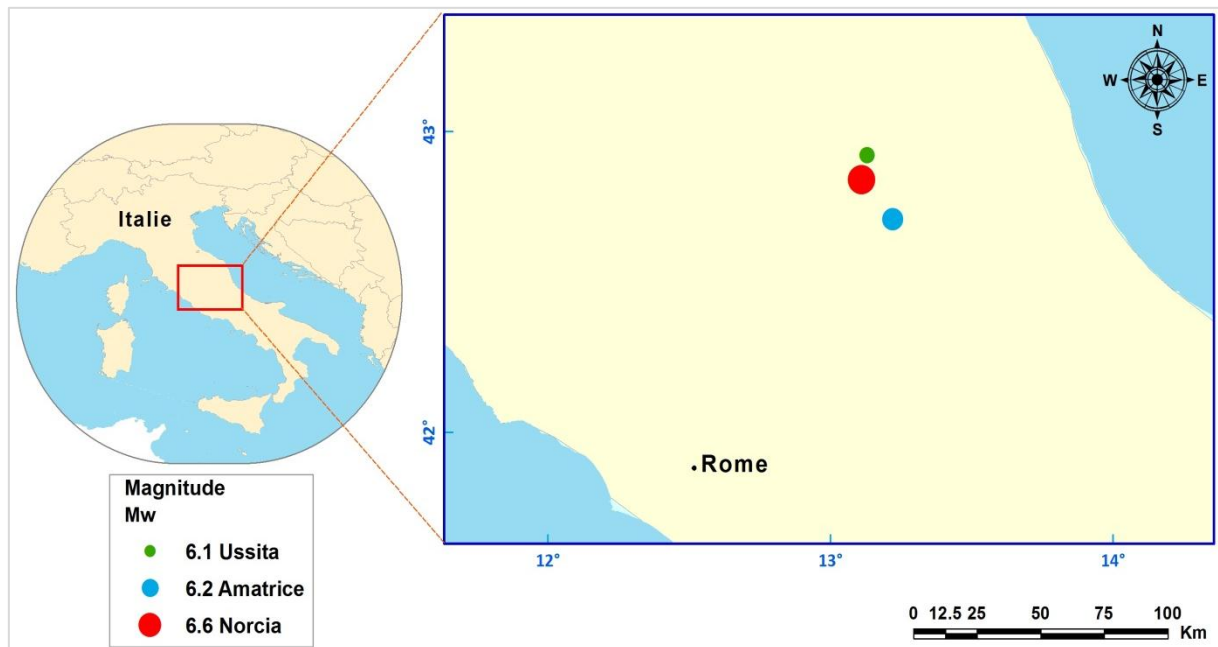 Italie
Magnitude
Mw
6.1 Ussita
6.2 Amatrice
6.6 Norcia
N
W E
S
43°
42°
Rome
12° 13° 14°
0 12.5 25 50 75 100
Km